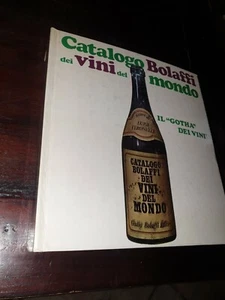 Catalogo Bolaffi
dei vini del mondo
IL "GOTHA"
DEI VINI
CATALOGO
BOLAFFI
DEI VINI
DEL
MONDO